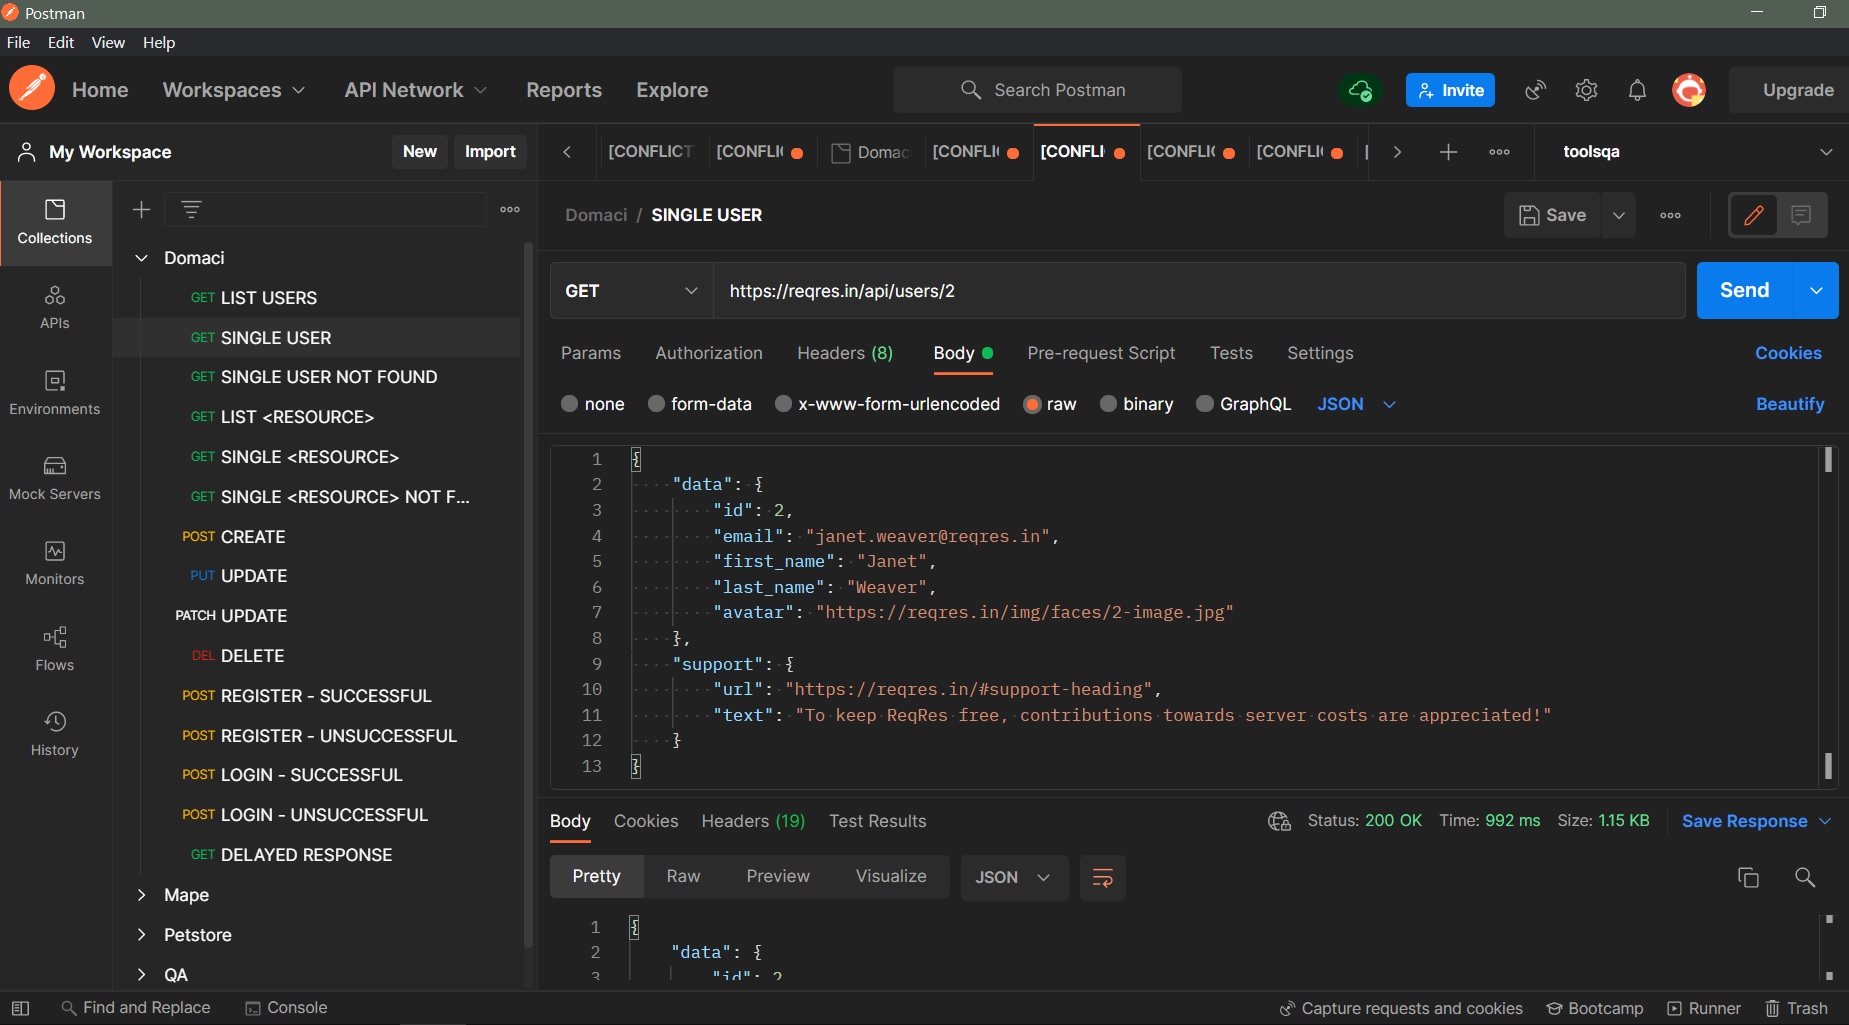 Postman
File Edit View Help
Home Workspaces API Network Reports Explore Search Postman Invite Upgrade
My Workspace New Import [CONFLICT [CONFLI Domac [CONFLI [CONFLI [CONFLI [CONFLI toolsqa
Collections
APIs
Environments
Mock Servers
Monitors
Flows
History
Domaci
GET LIST USERS
GET SINGLE USER
GET SINGLE USER NOT FOUND
GET LIST <RESOURCE>
GET SINGLE <RESOURCE>
GET SINGLE <RESOURCE> NOT F...
POST CREATE
PUT UPDATE
PATCH UPDATE
DEL DELETE
POST REGISTER - SUCCESSFUL
POST REGISTER - UNSUCCESSFUL
POST LOGIN - SUCCESSFUL
POST LOGIN - UNSUCCESSFUL
GET DELAYED RESPONSE
Mape
Petstore
QA
Domaci / SINGLE USER Save
GET https://reqres.in/api/users/2 Send
Params Authorization Headers (8) Body Pre-request Script Tests Settings Cookies
none form-data x-www-form-urlencoded raw binary GraphQL JSON Beautify
1 {
2 "data": {
3 "id": 2,
4 "email": "janet.weaver@reqres.in",
5 "first_name": "Janet",
6 "last_name": "Weaver",
7 "avatar": "https://reqres.in/img/faces/2-image.jpg"
8 },
9 "support": {
10 "url": "https://reqres.in/#support-heading",
11 "text": "To keep ReqRes free, contributions towards server costs are appreciated!"
12 }
13 }
Body Cookies Headers (19) Test Results Status: 200 OK Time: 992 ms Size: 1.15 KB Save Response
Pretty Raw Preview Visualize JSON
1 {
2 "data": {
3 "id": 2
Find and Replace Console Capture requests and cookies Bootcamp Runner Trash